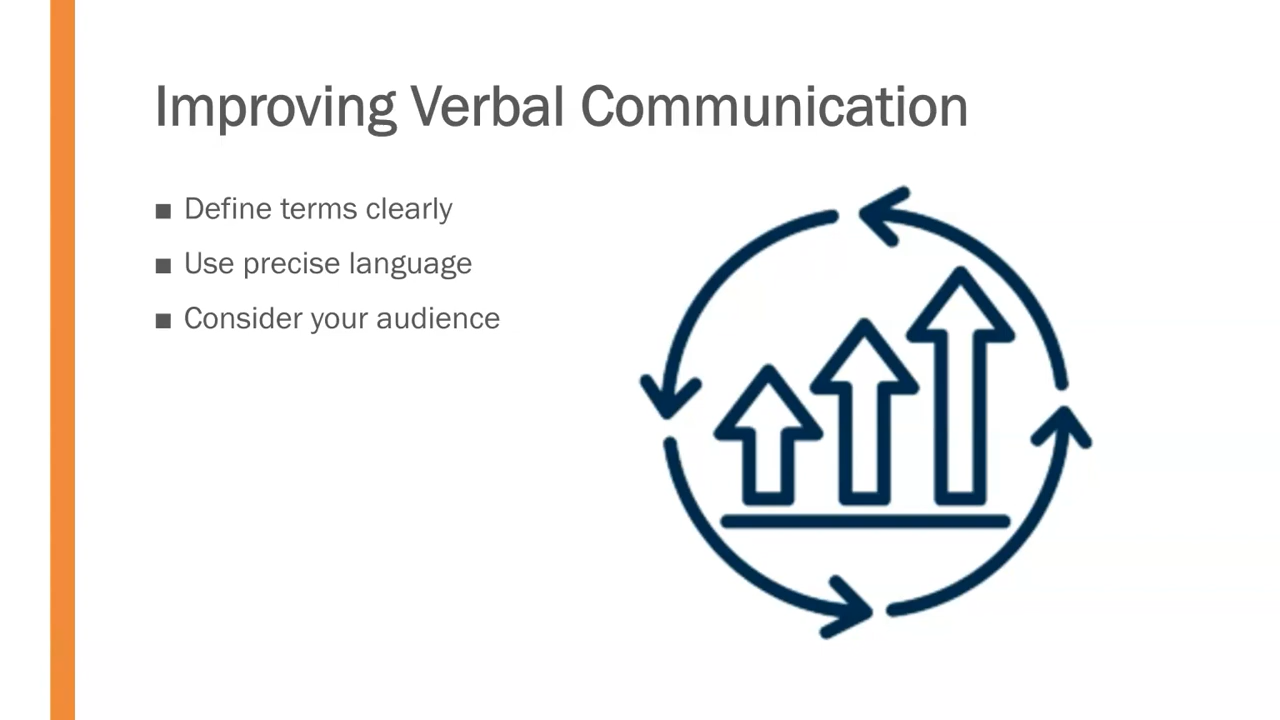 Improving Verbal Communication
■ Define terms clearly
■ Use precise language
■ Consider your audience